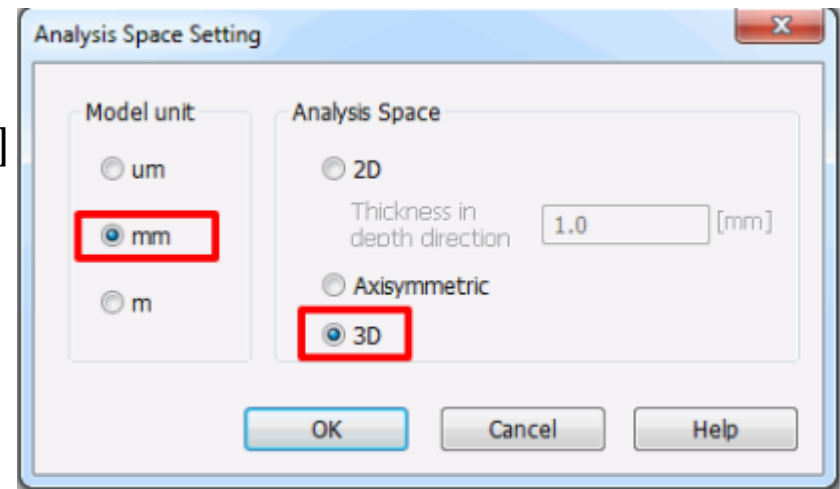 Analysis Space Setting
Model unit
um
mm
m
Analysis Space
2D
Thickness in
depth direction
1.0
[mm]
Axisymmetric
3D
OK
Cancel
Help
]